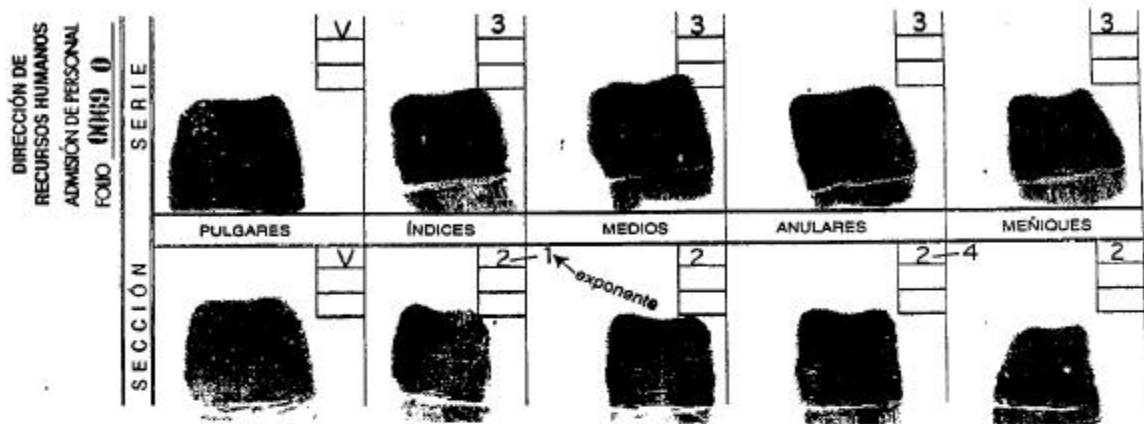 DIRECCIÓN DE
RECURSOS HUMANOS
ADMISIÓN DE PERSONAL
FOLIO 0069 0
SERIE
V 3 3 3 3
PULGARES ÍNDICES MEDIOS ANULARES MEÑIQUES
SECCIÓN
V 2-1 2 2-4 2
exponente